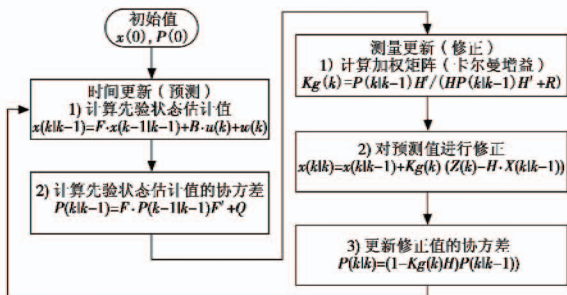 初始值
x(0), P(0)
时间更新（预测）
1) 计算先验状态估计值
x(k|k-1)=F·x(k-1|k-1)+B·u(k)+w(k)
2) 计算先验状态估计值的协方差
P(k|k-1)=F·P(k-1|k-1)F'+Q
测量更新（修正）
1) 计算加权矩阵（卡尔曼增益）
Kg(k)=P(k|k-1)H'/(HP(k|k-1)H'+R)
2) 对预测值进行修正
x(k|k)=x(k|k-1)+Kg(k) (Z(k)-H·X(k|k-1))
3) 更新修正值的协方差
P(k|k)=(1-Kg(k)H)P(k|k-1))